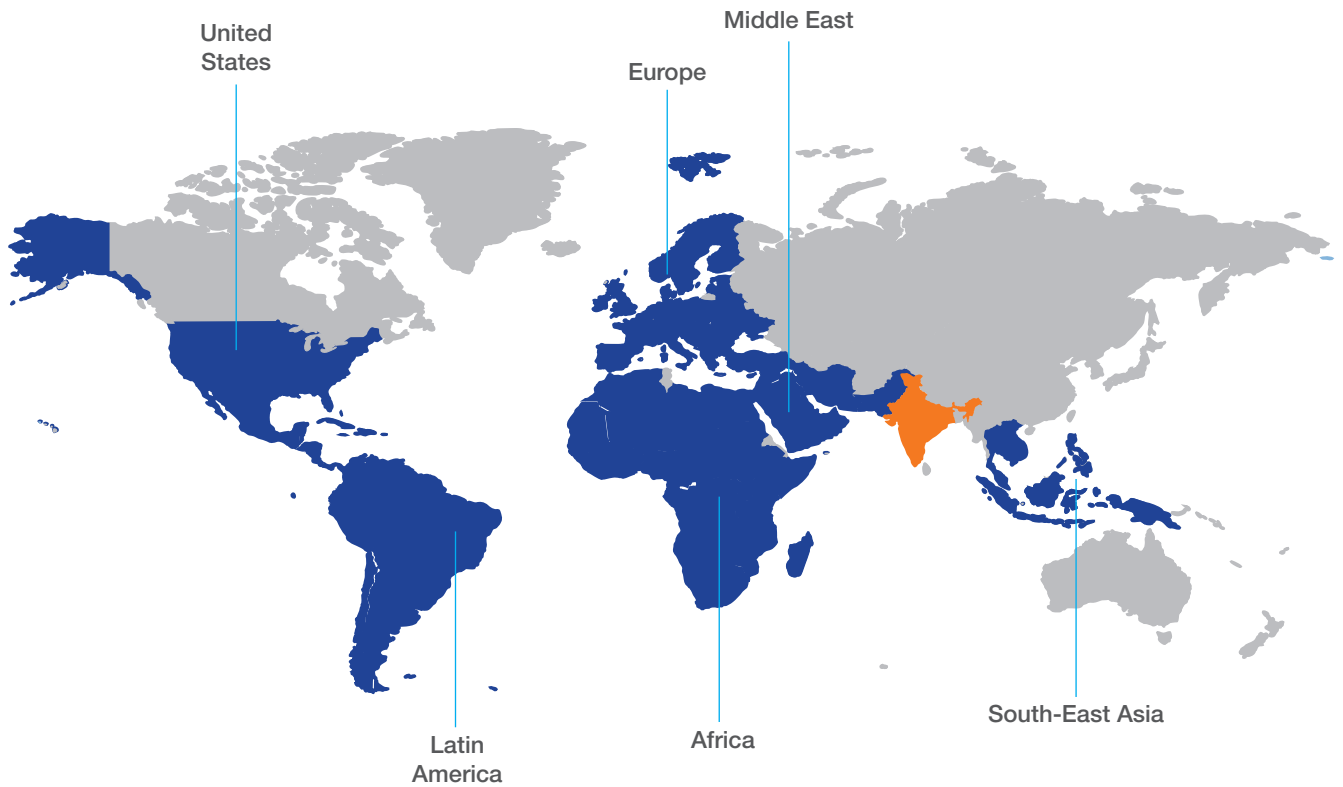 Middle East
United
States
Europe
South-East Asia
Africa
Latin
America